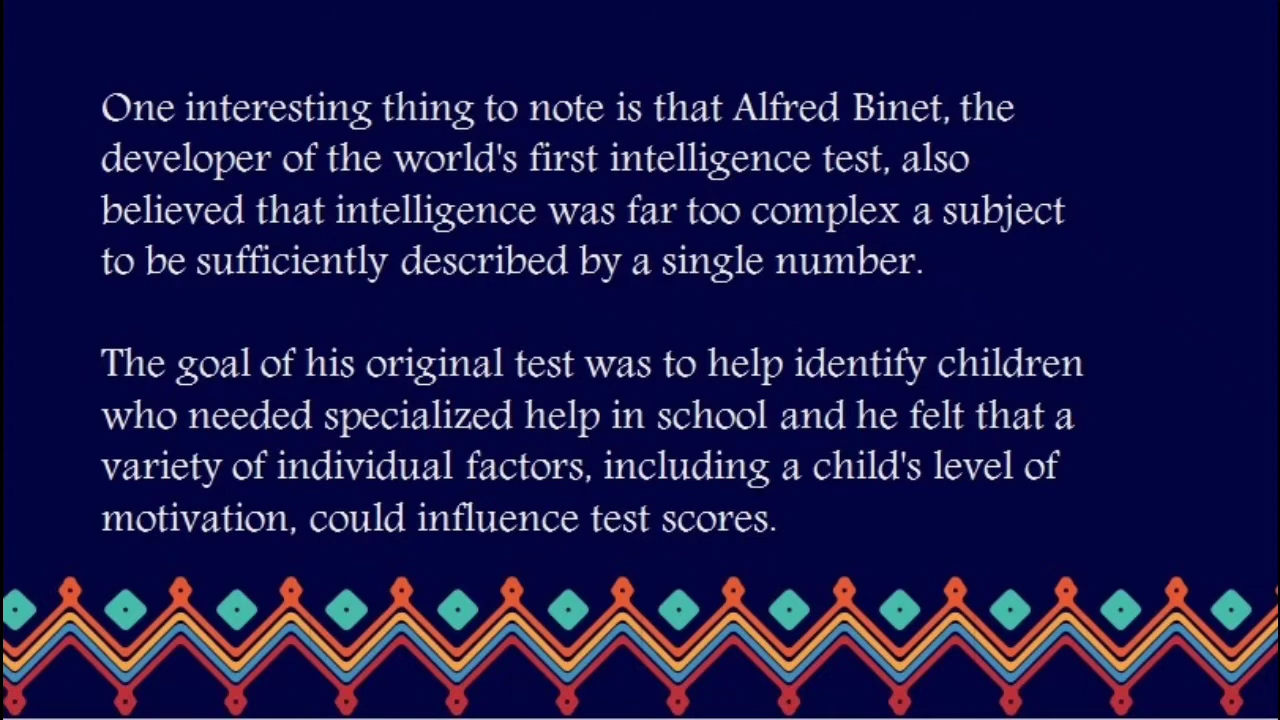 One interesting thing to note is that Alfred Binet, the
developer of the world's first intelligence test, also
believed that intelligence was far too complex a subject
to be sufficiently described by a single number.
The goal of his original test was to help identify children
who needed specialized help in school and he felt that a
variety of individual factors, including a child's level of
motivation, could influence test scores.